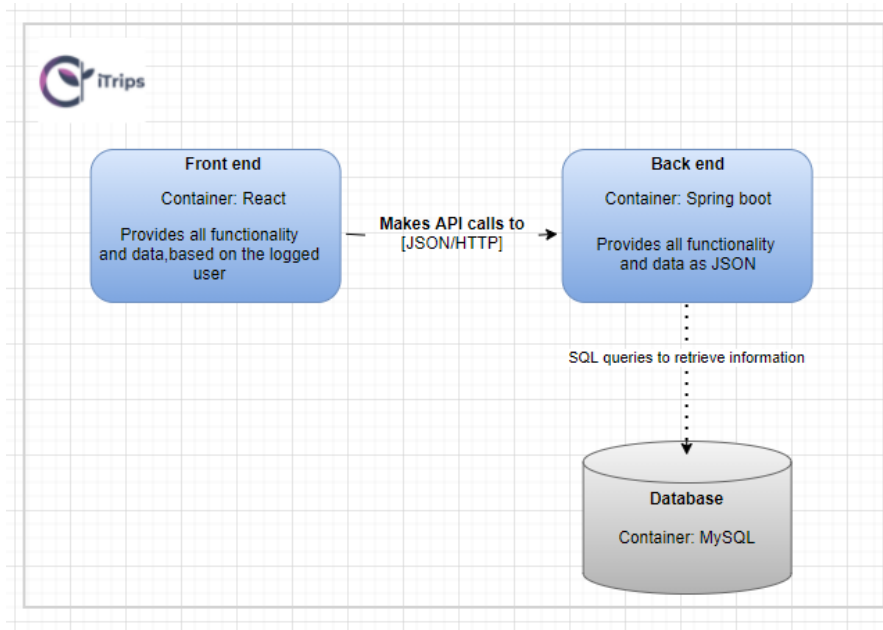 iTrips
Front end
Container: React
Provides all functionality
and data,based on the logged
user
Makes API calls to
[JSON/HTTP]
Back end
Container: Spring boot
Provides all functionality
and data as JSON
SQL queries to retrieve information
Database
Container: MySQL